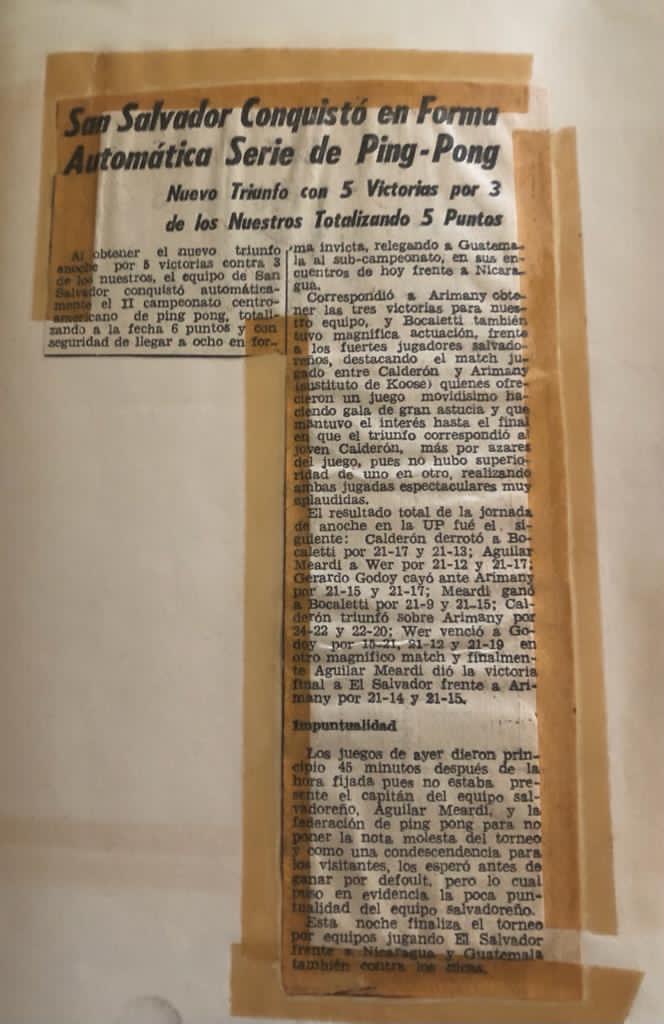 San Salvador Conquistó en Forma
Automática Serie de Ping-Pong
Nuevo Triunfo con 5 Victorias por 3
de los Nuestros Totalizando 5 Puntos
Al obtener el nuevo triunfo
anoche por 5 victorias contra 3
de los nuestros, el equipo de San
Salvador conquistó automática-
mente el II campeonato centro-
americano de ping pong, totali-
zando a la fecha 6 puntos y con
seguridad de llegar a ocho en for-
ma invicta, relegando a Guatema-
la al sub-campeonato, en sus en-
cuentros de hoy frente a Nicara-
gua.
Correspondió a Arimany obte-
ner las tres victorias para nues-
tro equipo, y Bocaletti también
tuvo magnífica actuación, frente
a los fuertes jugadores salvado-
reños, destacando el match ju-
gado entre Calderón y Arimany
(sustituto de Koose) quienes ofre-
cieron un juego movidísimo ha-
ciendo gala de gran astucia y que
mantuvo el interés hasta el final
en que el triunfo correspondió al
joven Calderón, más por azares
del juego, pues no hubo superio-
ridad de uno en otro, realizando
ambas jugadas espectaculares muy
aplaudidas.
El resultado total de la jornada
de anoche en la UP fué el si-
guiente: Calderón derrotó a Bo-
caletti por 21-17 y 21-13; Aguilar
Meardi a Wer por 21-12 y 21-17;
Gerardo Godoy cayó ante Arimany
por 21-15 y 21-17; Meardi ganó
a Bocaletti por 21-9 y 21-15; Cal-
derón triunfó sobre Arimany por
24-22 y 22-20; Wer venció a Go-
doy por 15-21, 21-12 y 21-19 en
otro magnífico match y finalmen-
te Aguilar Meardi dió la victoria
final a El Salvador frente a Ari-
many por 21-14 y 21-15.
Impuntualidad
Los juegos de ayer dieron prin-
cipio 45 minutos después de la
hora fijada pues no estaba pre-
sente el capitán del equipo sal-
vadoreño, Aguilar Meardi, y la
federación de ping pong para no
poner la nota molesta del torneo
y como una condescendencia para
los visitantes, los esperó antes de
ganar por defoult, pero lo cual
puso en evidencia la poca pun-
tualidad del equipo salvadoreño.
Esta noche finaliza el torneo
por equipos jugando El Salvador
frente a Nicaragua y Guatemala
también contra los nicas.